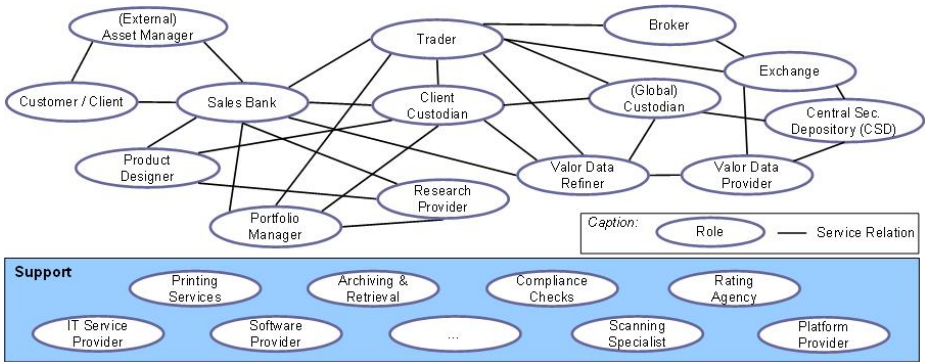 (External)
Asset Manager
Trader
Broker
Exchange
Customer / Client
Sales Bank
Client
Custodian
(Global)
Custodian
Central Sec.
Depository (CSD)
Product
Designer
Research
Provider
Valor Data
Refiner
Valor Data
Provider
Portfolio
Manager
Caption:
Role
Service Relation
Support
Printing
Services
Archiving &
Retrieval
Compliance
Checks
Rating
Agency
IT Service
Provider
Software
Provider
...
Scanning
Specialist
Platform
Provider